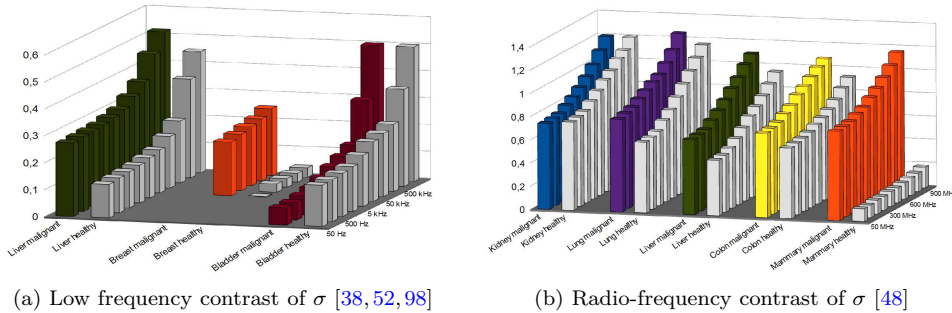 0,6
0,5
0,4
0,3
0,2
0,1
0
Liver malignant
Liver healthy
Breast malignant
Breast healthy
Bladder malignant
Bladder healthy
50 Hz
500 Hz
5 kHz
50 kHz
500 kHz
(a) Low frequency contrast of σ [38, 52, 98]
1,4
1,2
1
0,8
0,6
0,4
0,2
0
Kidney malignant
Kidney healthy
Lung malignant
Lung healthy
Liver malignant
Liver healthy
Colon malignant
Colon healthy
Mammary malignant
Mammary healthy
50 MHz
300 MHz
600 MHz
900 MHz
(b) Radio-frequency contrast of σ [48]